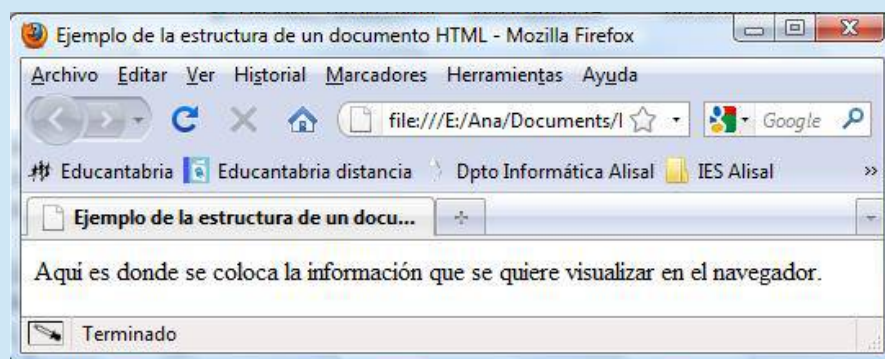 Ejemplo de la estructura de un documento HTML - Mozilla Firefox
Archivo Editar Ver Historial Marcadores Herramientas Ayuda
file:///E:/Ana/Documents/l Google
Educantabria Educantabria distancia Dpto Informática Alisal IES Alisal »
Ejemplo de la estructura de un docu...
Aquí es donde se coloca la información que se quiere visualizar en el navegador.
Terminado